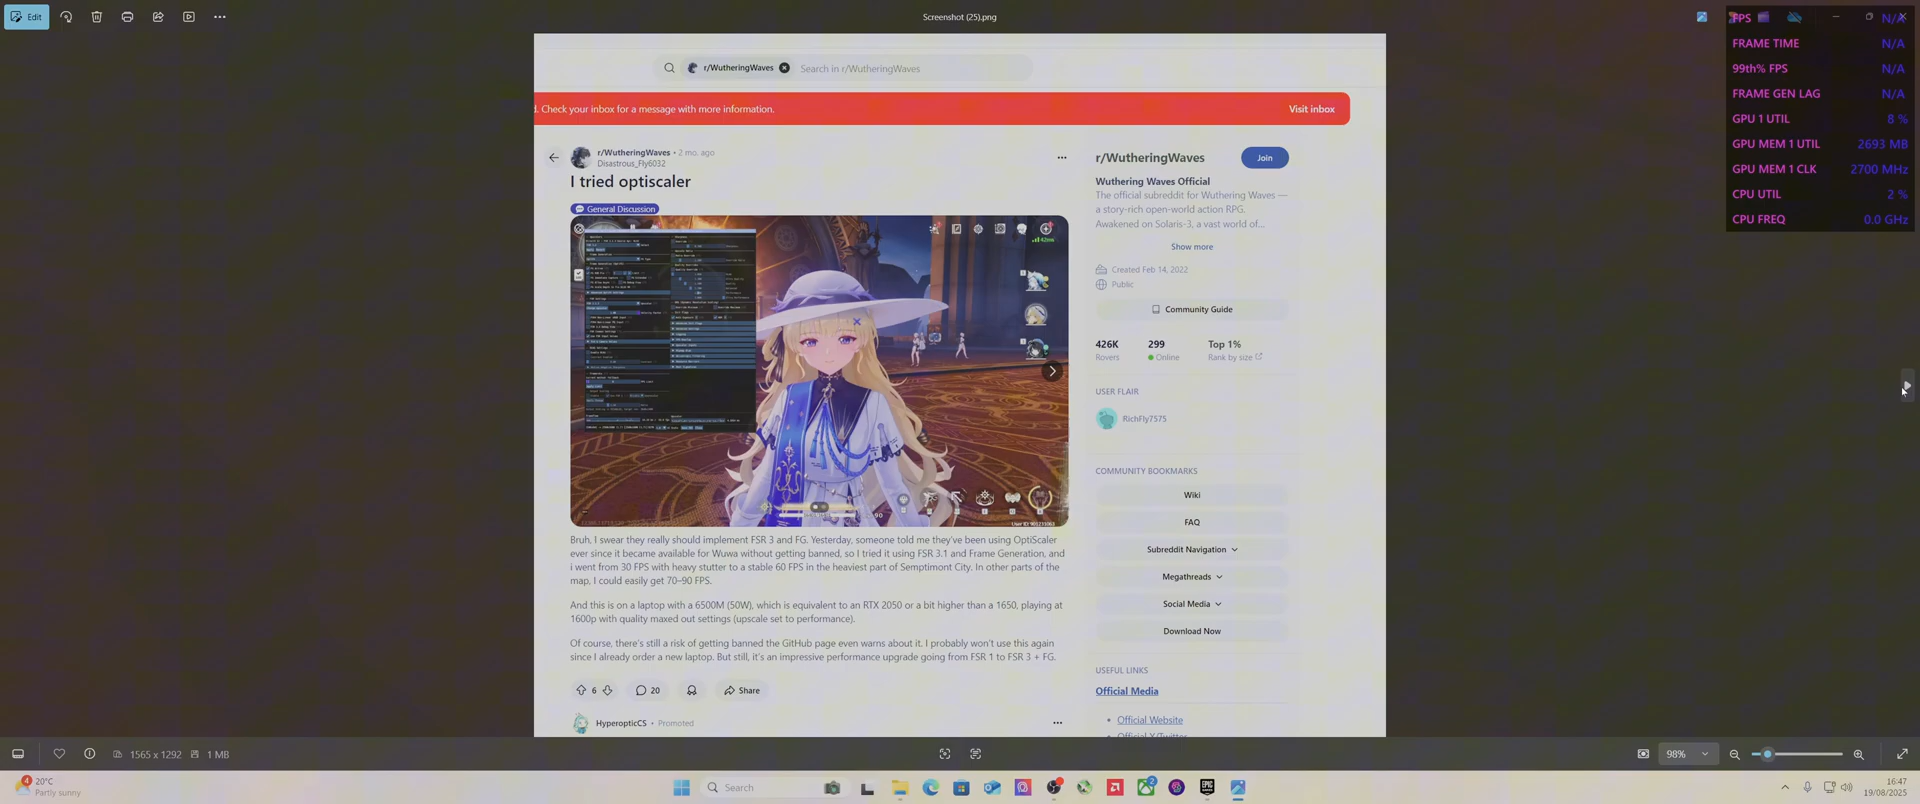 Edit
Screenshot (25).png
FPS N/A
FRAME TIME N/A
99th% FPS N/A
FRAME GEN LAG N/A
GPU 1 UTIL 8 %
GPU MEM 1 UTIL 2693 MB
GPU MEM 1 CLK 2700 MHz
CPU UTIL 2 %
CPU FREQ 0.0 GHz
r/WutheringWaves Search in r/WutheringWaves
. Check your inbox for a message with more information. Visit inbox
r/WutheringWaves • 2 mo. ago
Disastrous_Fly6032
I tried optiscaler
General Discussion
42ms
90
User ID: 901231063
Bruh, I swear they really should implement FSR 3 and FG. Yesterday, someone told me they've been using OptiScaler
ever since it became available for Wuwa without getting banned, so I tried it using FSR 3.1 and Frame Generation, and
i went from 30 FPS with heavy stutter to a stable 60 FPS in the heaviest part of Semptimont City. In other parts of the
map, I could easily get 70–90 FPS.
And this is on a laptop with a 6500M (50W), which is equivalent to an RTX 2050 or a bit higher than a 1650, playing at
1600p with quality maxed out settings (upscale set to performance).
Of course, there's still a risk of getting banned the GitHub page even warns about it. I probably won't use this again
since I already order a new laptop. But still, it's an impressive performance upgrade going from FSR 1 to FSR 3 + FG.
6 20 Share
HyperopticCS • Promoted
r/WutheringWaves Join
Wuthering Waves Official
The official subreddit for Wuthering Waves —
a story-rich open-world action RPG.
Awakened on Solaris-3, a vast world of...
Show more
Created Feb 14, 2022
Public
Community Guide
426K 299 Top 1%
Rovers Online Rank by size
USER FLAIR
RichFly7575
COMMUNITY BOOKMARKS
Wiki
FAQ
Subreddit Navigation
Megathreads
Social Media
Download Now
USEFUL LINKS
Official Media
• Official Website
• Official X/Twitter
1565 x 1292 1 MB
98%
4 20°C
Partly sunny
Search
2
EPIC
16:47
19/08/2025